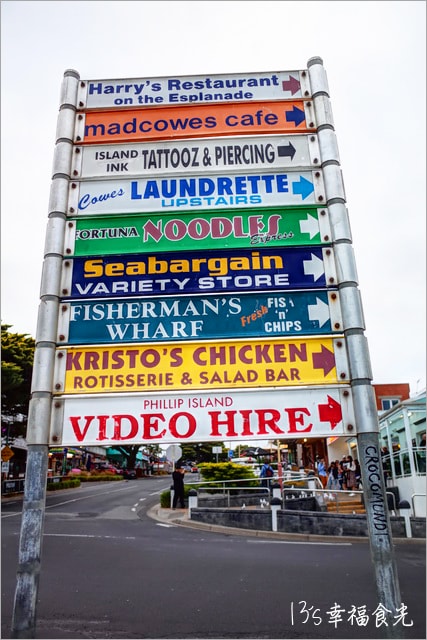 Harry's Restaurant
on the Esplanade
madcowes cafe
ISLAND INK TATTOOZ & PIERCING
Cowes LAUNDRETTE
UPSTAIRS
FORTUNA NOODLES Express
Seabargain
VARIETY STORE
FISHERMAN'S
WHARF
Fresh FIS 'n' CHIPS
KRISTO'S CHICKEN
ROTISSERIE & SALAD BAR
PHILLIP ISLAND
VIDEO HIRE
13's幸福食光